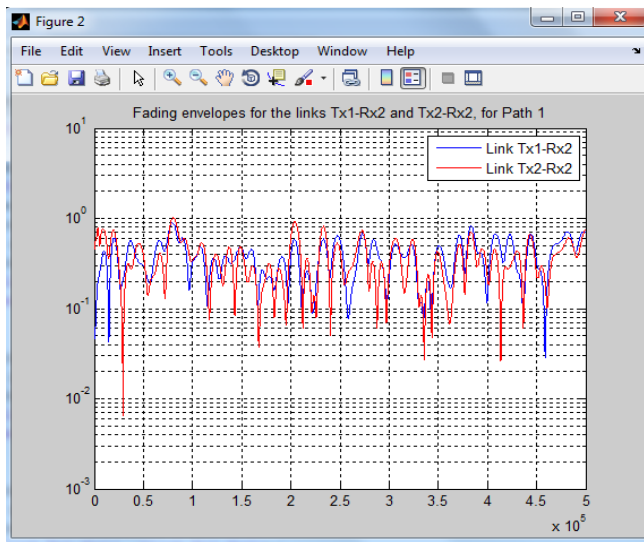 Figure 2
File Edit View Insert Tools Desktop Window Help
Fading envelopes for the links Tx1-Rx2 and Tx2-Rx2, for Path 1
Link Tx1-Rx2
Link Tx2-Rx2
10^1
10^0
10^-1
10^-2
10^-3
0 0.5 1 1.5 2 2.5 3 3.5 4 4.5 5
x 10^5